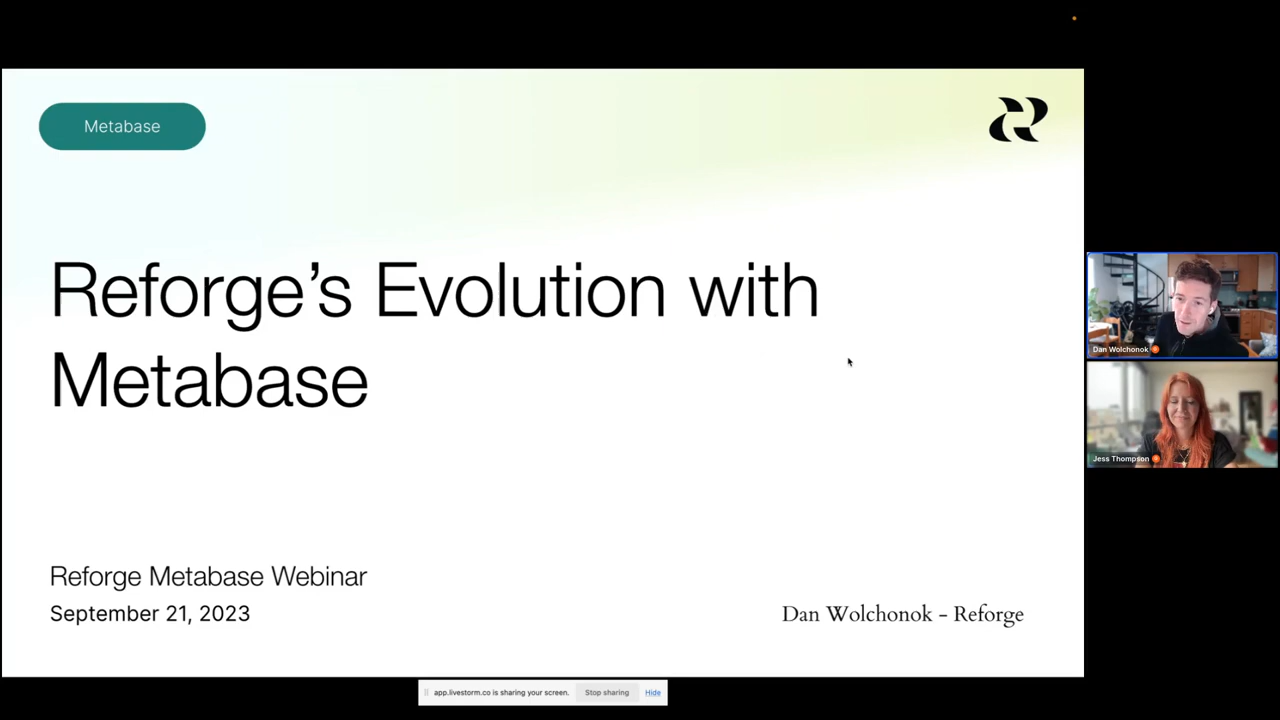 Metabase
Reforge’s Evolution with
Metabase
Reforge Metabase Webinar
September 21, 2023
Dan Wolchonok - Reforge
Dan Wolchonok
Jess Thompson
app.livestorm.co is sharing your screen.
Stop sharing
Hide